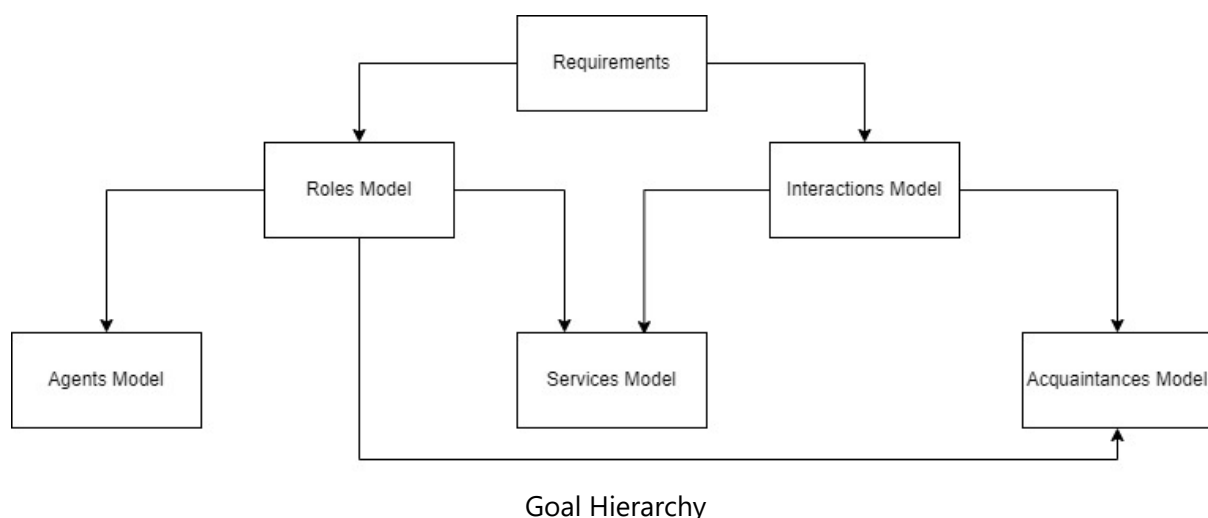 Requirements
Roles Model
Interactions Model
Agents Model
Services Model
Acquaintances Model
Goal Hierarchy